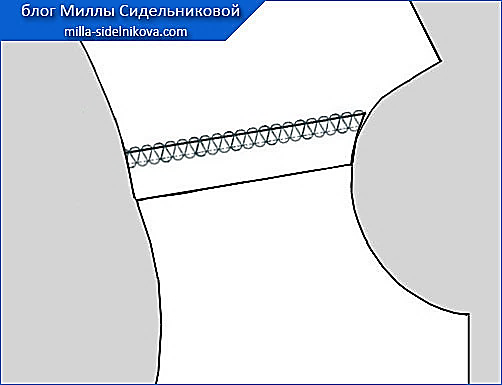 блог Миллы Сидельниковой
milla-sidelnikova.com